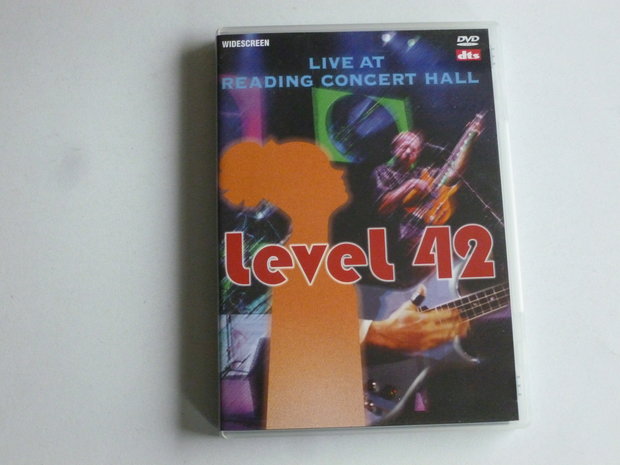 WIDESCREEN
DVD
dts
LIVE AT
READING CONCERT HALL
LEVEL 42